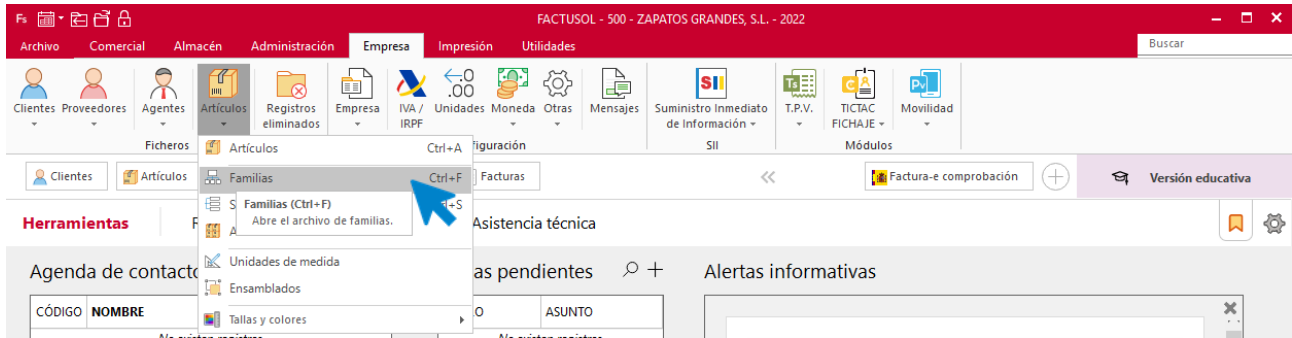 Fs FACTUSOL - 500 - ZAPATOS GRANDES, S.L. - 2022
Archivo Comercial Almacén Administración Empresa Impresión Utilidades Buscar
Clientes Proveedores Agentes Artículos Registros eliminados Empresa IVA / IRPF Unidades Moneda Otras Mensajes Suministro Inmediato de Información T.P.V. TICTAC FICHAJE Movilidad
Ficheros figuración SII Módulos
Artículos Ctrl+A
Clientes Artículos Facturas Factura-e comprobación Versión educativa
Familias Ctrl+F
Familias (Ctrl+F)
Abre el archivo de familias.
Herramientas Asistencia técnica
Unidades de medida
Agenda de contacto as pendientes Alertas informativas
Ensamblados
CÓDIGO NOMBRE ASUNTO
Tallas y colores